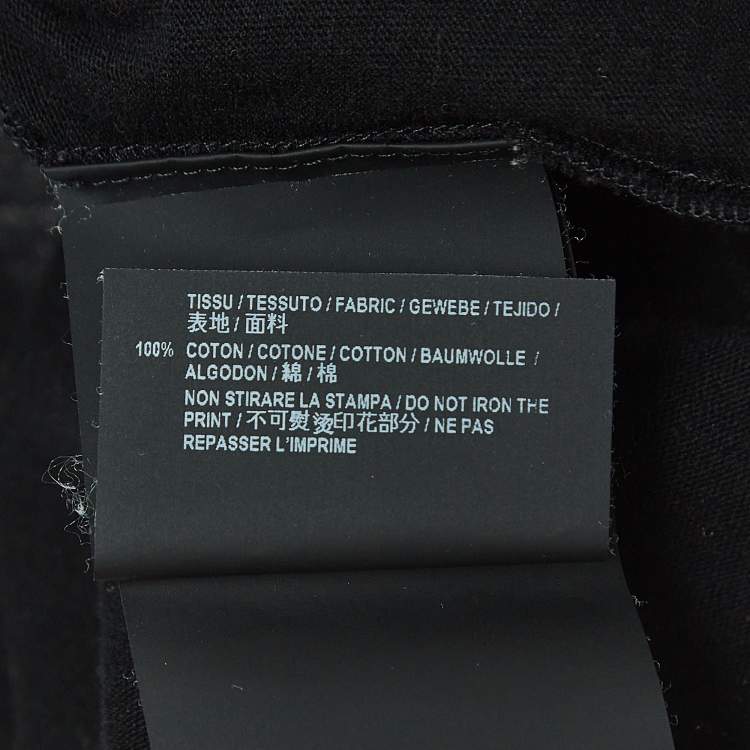 TISSU / TESSUTO / FABRIC / GEWEBE / TEJIDO /
表地 / 面料
100% COTON / COTONE / COTTON / BAUMWOLLE /
ALGODON / 綿 / 棉
NON STIRARE LA STAMPA / DO NOT IRON THE
PRINT / 不可熨烫印花部分 / NE PAS
REPASSER L'IMPRIME